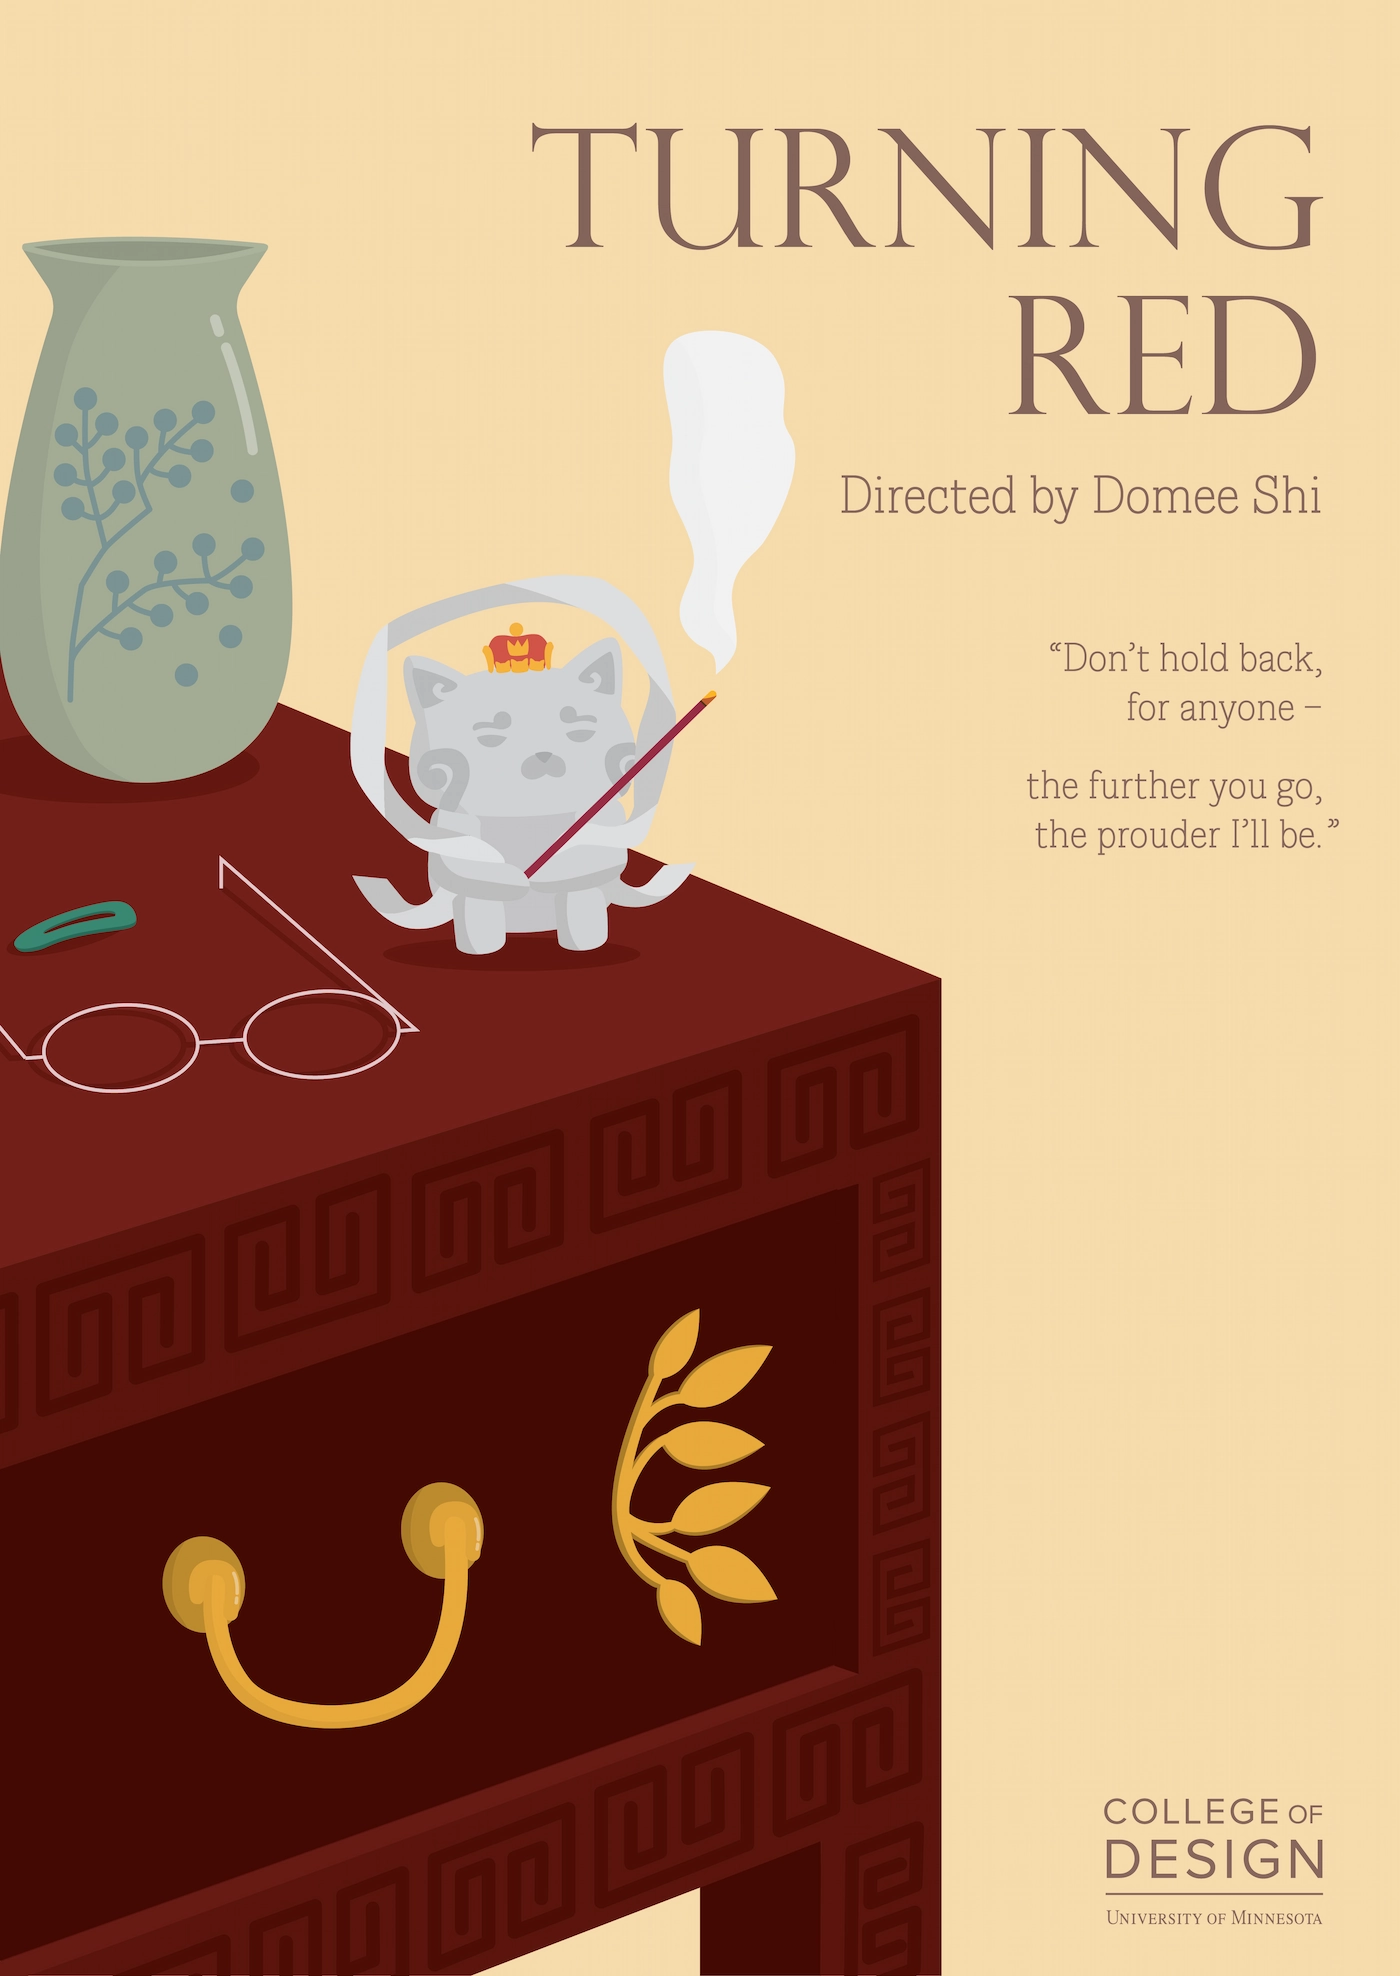 TURNING
RED
Directed by Domee Shi
“Don’t hold back,
for anyone –
the further you go,
the prouder I’ll be.”
COLLEGE OF
DESIGN
UNIVERSITY OF MINNESOTA